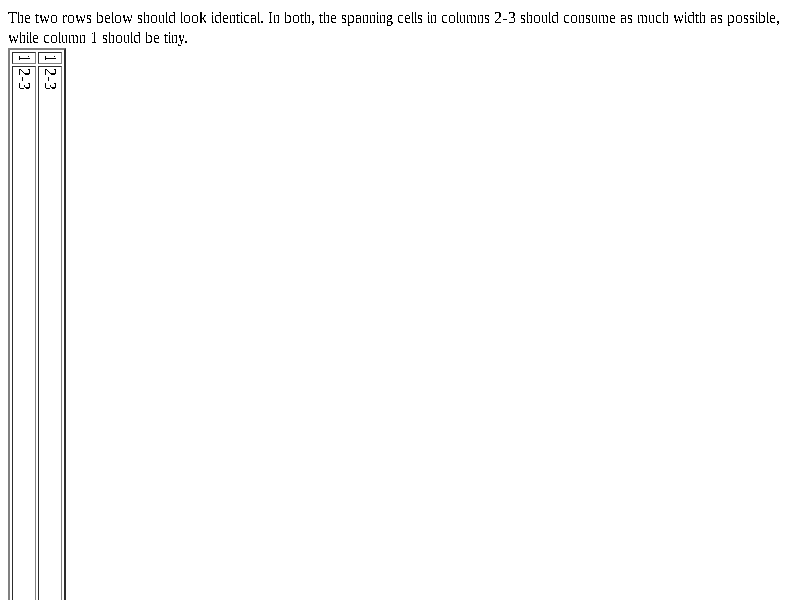 The two rows below should look identical. In both, the spanning cells in columns 2-3 should consume as much width as possible,
while column 1 should be tiny.
1 1
2-3 2-3